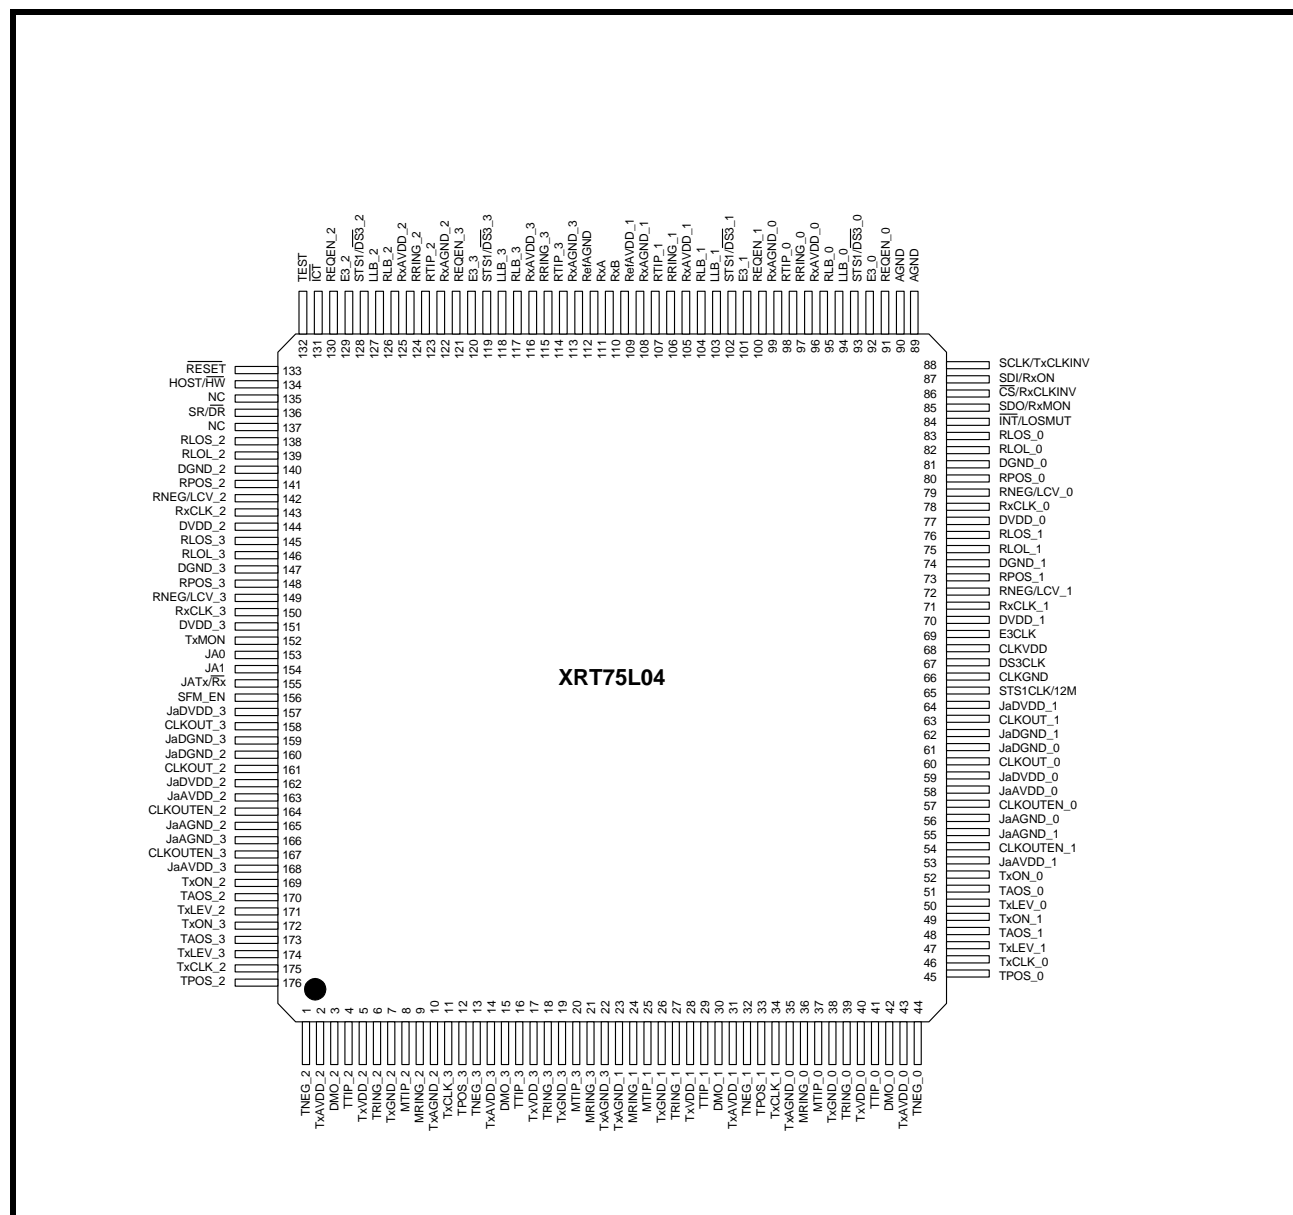 TEST
I̅C̅T̅
REQEN_2
E3_2
STS1/D̅S̅3̅_2
LLB_2
RLB_2
RxAVDD_2
RRING_2
RTIP_2
RxAGND_2
REQEN_3
E3_3
STS1/D̅S̅3̅_3
LLB_3
RLB_3
RxAVDD_3
RRING_3
RTIP_3
RxAGND_3
RefAGND
RxA
RxB
RefAVDD_1
RxAGND_1
RTIP_1
RRING_1
RxAVDD_1
RLB_1
LLB_1
STS1/D̅S̅3̅_1
E3_1
REQEN_1
RxAGND_0
RTIP_0
RRING_0
RxAVDD_0
RLB_0
LLB_0
STS1/D̅S̅3̅_0
E3_0
REQEN_0
AGND
AGND
132 131 130 129 128 127 126 125 124 123 122 121 120 119 118 117 116 115 114 113 112 111 110 109 108 107 106 105 104 103 102 101 100 99 98 97 96 95 94 93 92 91 90 89
R̅E̅S̅E̅T̅ 133
HOST/H̅W̅ 134
NC 135
SR/D̅R̅ 136
NC 137
RLOS_2 138
RLOL_2 139
DGND_2 140
RPOS_2 141
RNEG/LCV_2 142
RxCLK_2 143
DVDD_2 144
RLOS_3 145
RLOL_3 146
DGND_3 147
RPOS_3 148
RNEG/LCV_3 149
RxCLK_3 150
DVDD_3 151
TxMON 152
JA0 153
JA1 154
JATx/R̅x̅ 155
SFM_EN 156
JaDVDD_3 157
CLKOUT_3 158
JaDGND_3 159
JaDGND_2 160
CLKOUT_2 161
JaDVDD_2 162
JaAVDD_2 163
CLKOUTEN_2 164
JaAGND_2 165
JaAGND_3 166
CLKOUTEN_3 167
JaAVDD_3 168
TxON_2 169
TAOS_2 170
TxLEV_2 171
TxON_3 172
TAOS_3 173
TxLEV_3 174
TxCLK_2 175
TPOS_2 176
XRT75L04
88 SCLK/TxCLKINV
87 SDI/RxON
86 C̅S̅/RxCLKINV
85 SDO/RxMON
84 I̅N̅T̅/LOSMUT
83 RLOS_0
82 RLOL_0
81 DGND_0
80 RPOS_0
79 RNEG/LCV_0
78 RxCLK_0
77 DVDD_0
76 RLOS_1
75 RLOL_1
74 DGND_1
73 RPOS_1
72 RNEG/LCV_1
71 RxCLK_1
70 DVDD_1
69 E3CLK
68 CLKVDD
67 DS3CLK
66 CLKGND
65 STS1CLK/12M
64 JaDVDD_1
63 CLKOUT_1
62 JaDGND_1
61 JaDGND_0
60 CLKOUT_0
59 JaDVDD_0
58 JaAVDD_0
57 CLKOUTEN_0
56 JaAGND_0
55 JaAGND_1
54 CLKOUTEN_1
53 JaAVDD_1
52 TxON_0
51 TAOS_0
50 TxLEV_0
49 TxON_1
48 TAOS_1
47 TxLEV_1
46 TxCLK_0
45 TPOS_0
1 2 3 4 5 6 7 8 9 10 11 12 13 14 15 16 17 18 19 20 21 22 23 24 25 26 27 28 29 30 31 32 33 34 35 36 37 38 39 40 41 42 43 44
TNEG_2
TxAVDD_2
DMO_2
TTIP_2
TxVDD_2
TRING_2
TxGND_2
MTIP_2
MRING_2
TxAGND_2
TxCLK_3
TPOS_3
TNEG_3
TxAVDD_3
DMO_3
TTIP_3
TxVDD_3
TRING_3
TxGND_3
MTIP_3
MRING_3
TxAGND_3
TxAGND_1
MRING_1
MTIP_1
TxGND_1
TRING_1
TxVDD_1
TTIP_1
DMO_1
TxAVDD_1
TNEG_1
TPOS_1
TxCLK_1
TxAGND_0
MRING_0
MTIP_0
TxGND_0
TRING_0
TxVDD_0
TTIP_0
DMO_0
TxAVDD_0
TNEG_0